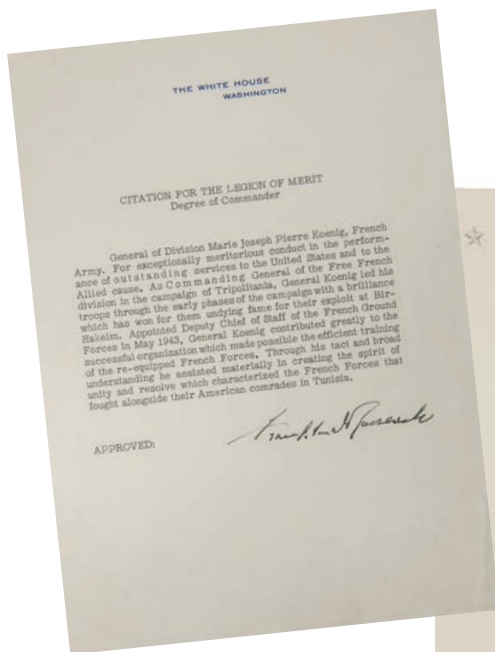 THE WHITE HOUSE
WASHINGTON
CITATION FOR THE LEGION OF MERIT
Degree of Commander
General of Division Marie Joseph Pierre Koenig, French
Army. For exceptionally meritorious conduct in the perform-
ance of outstanding services to the United States and to the
Allied cause. As Commanding General of the Free French
division in the campaign of Tripolitania, General Koenig led his
troops through the early phases of the campaign with a brilliance
which has won for them undying fame for their exploit at Bir-
Hakeim. Appointed Deputy Chief of Staff of the French Ground
Forces in May 1943, General Koenig contributed greatly to the
successful organization which made possible the efficient training
of the re-equipped French Forces. Through his tact and broad
understanding he assisted materially in creating the spirit of
unity and resolve which characterized the French Forces that
fought alongside their American comrades in Tunisia.
APPROVED:
Franklin D Roosevelt